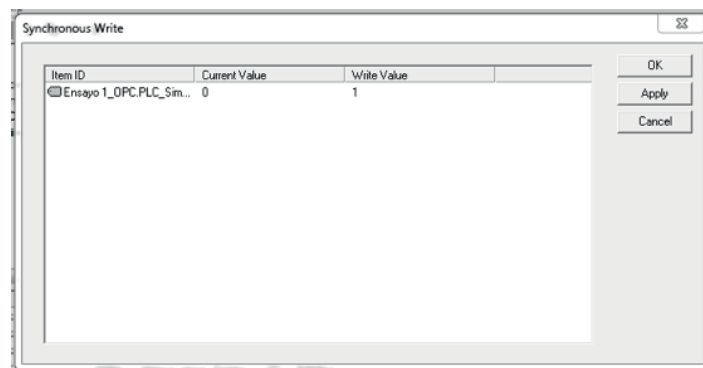 Synchronous Write
OK
Item ID Current Value Write Value
Ensayo 1_OPC.PLC_Sim... 0 1
Apply
Cancel